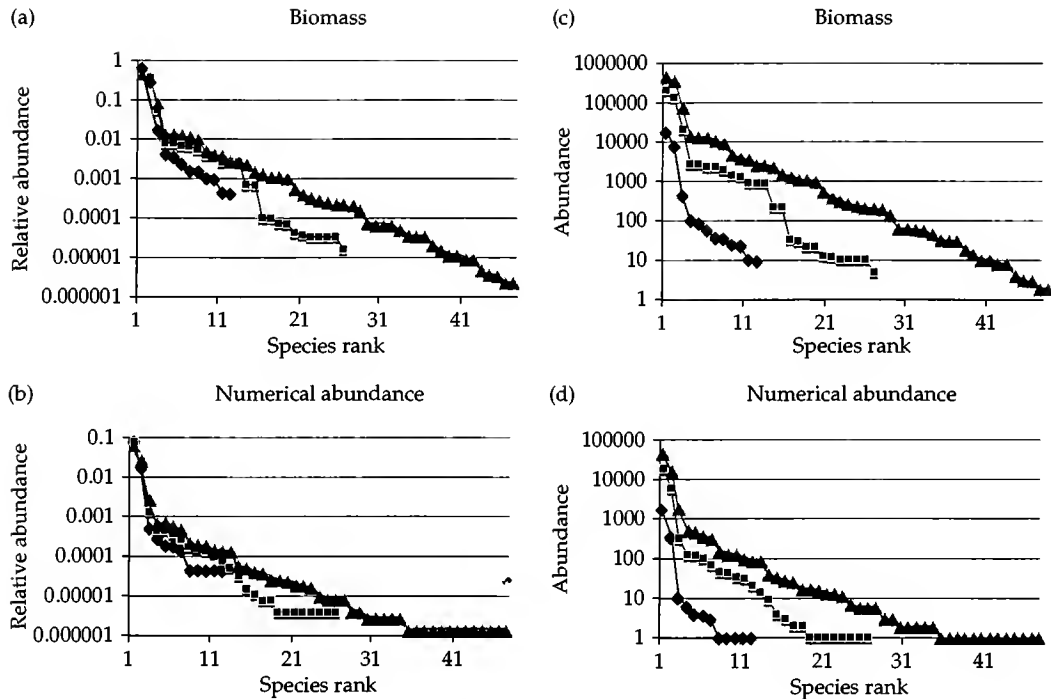 (a) Biomass
1
0.1
0.01
0.001
0.0001
0.00001
0.000001
Relative abundance
1 11 21 31 41
Species rank
(c) Biomass
1000000
100000
10000
1000
100
10
1
Abundance
1 11 21 31 41
Species rank
(b) Numerical abundance
0.1
0.01
0.001
0.0001
0.00001
0.000001
Relative abundance
1 11 21 31 41
Species rank
(d) Numerical abundance
100000
10000
1000
100
10
1
Abundance
1 11 21 31 41
Species rank